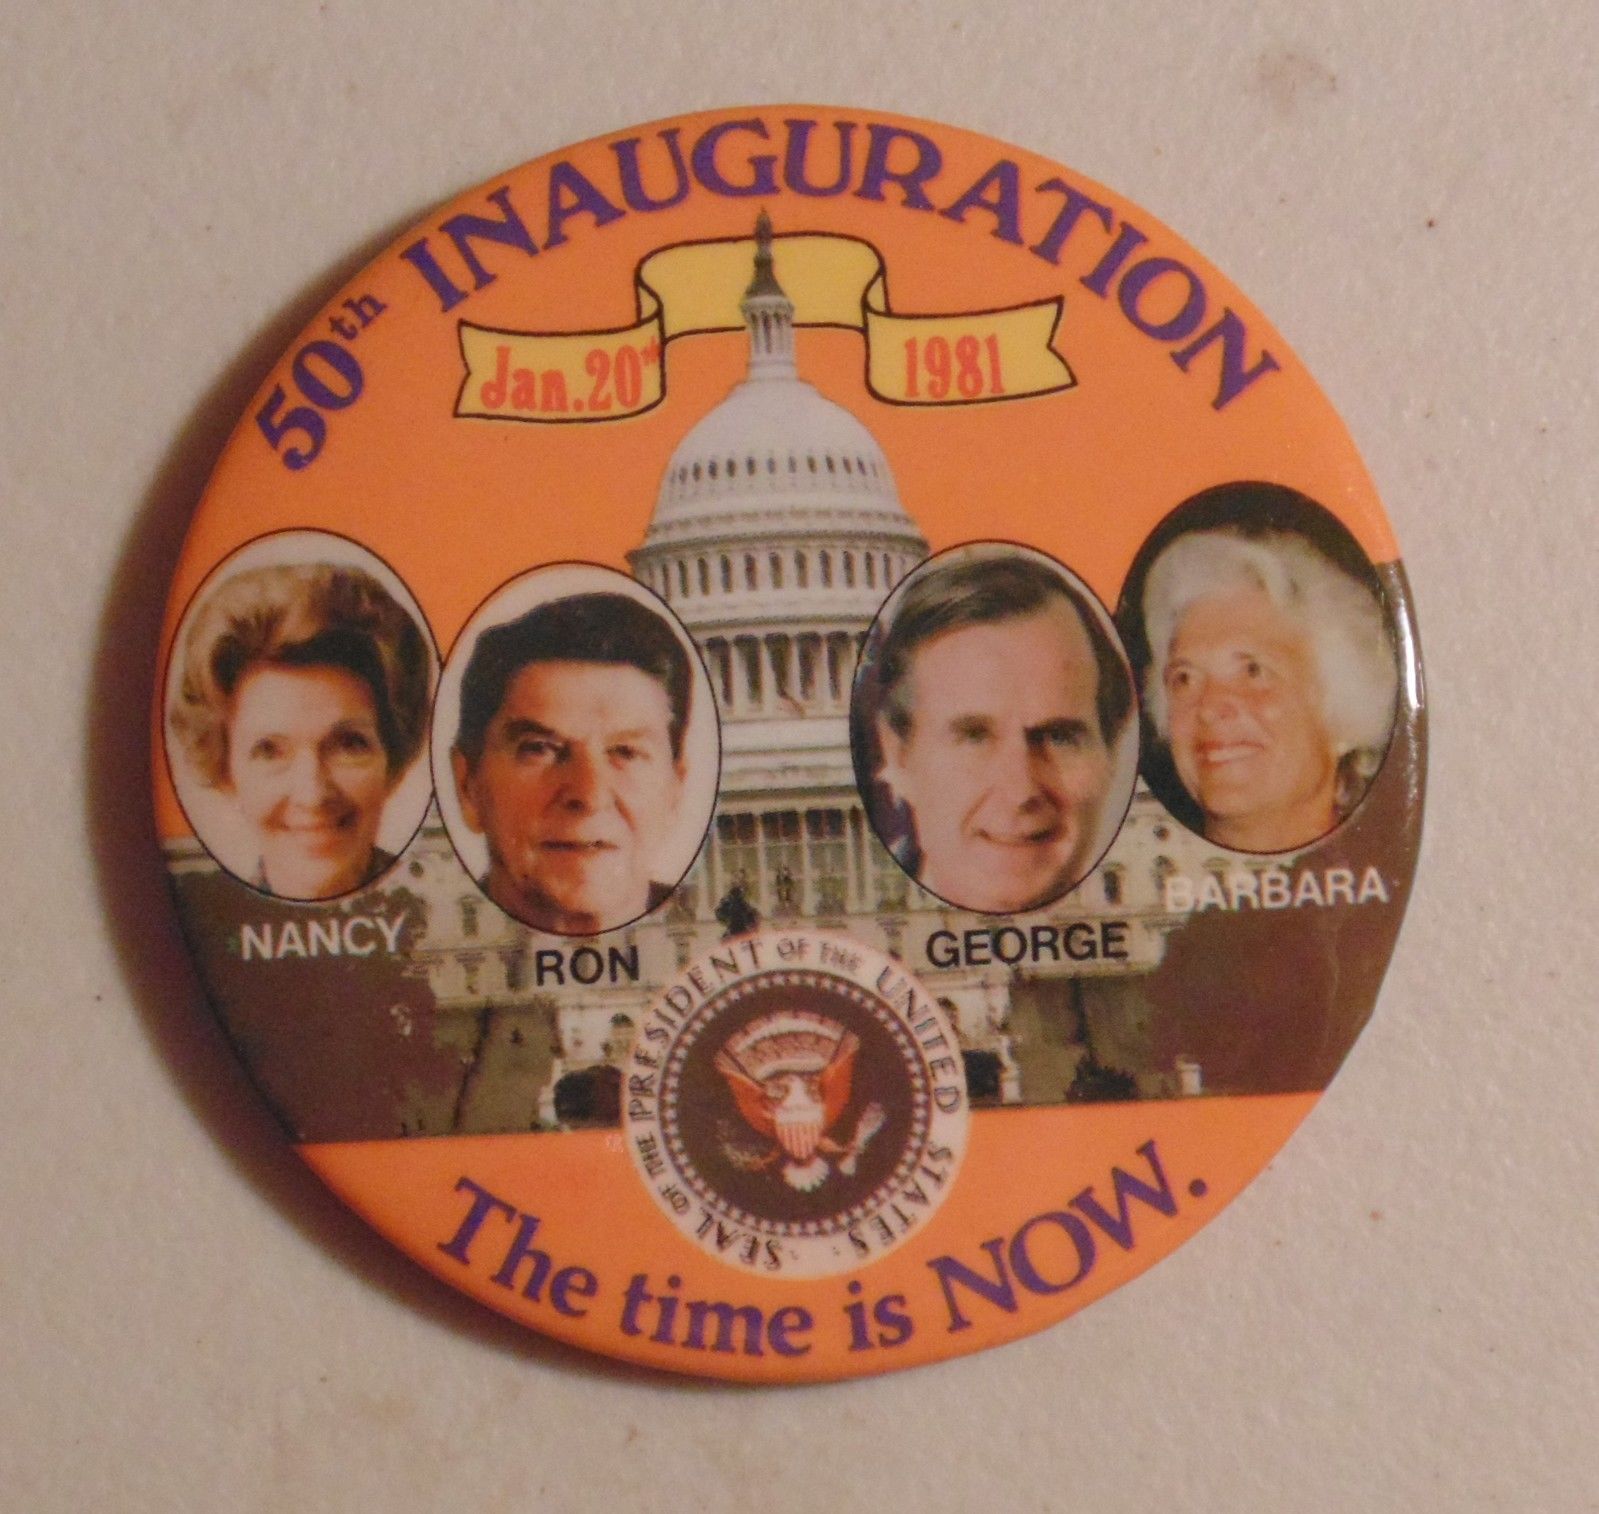 50th INAUGURATION
Jan.20th 1981
NANCY
RON
GEORGE
BARBARA
SEAL OF THE PRESIDENT OF THE UNITED STATES
The time is NOW.